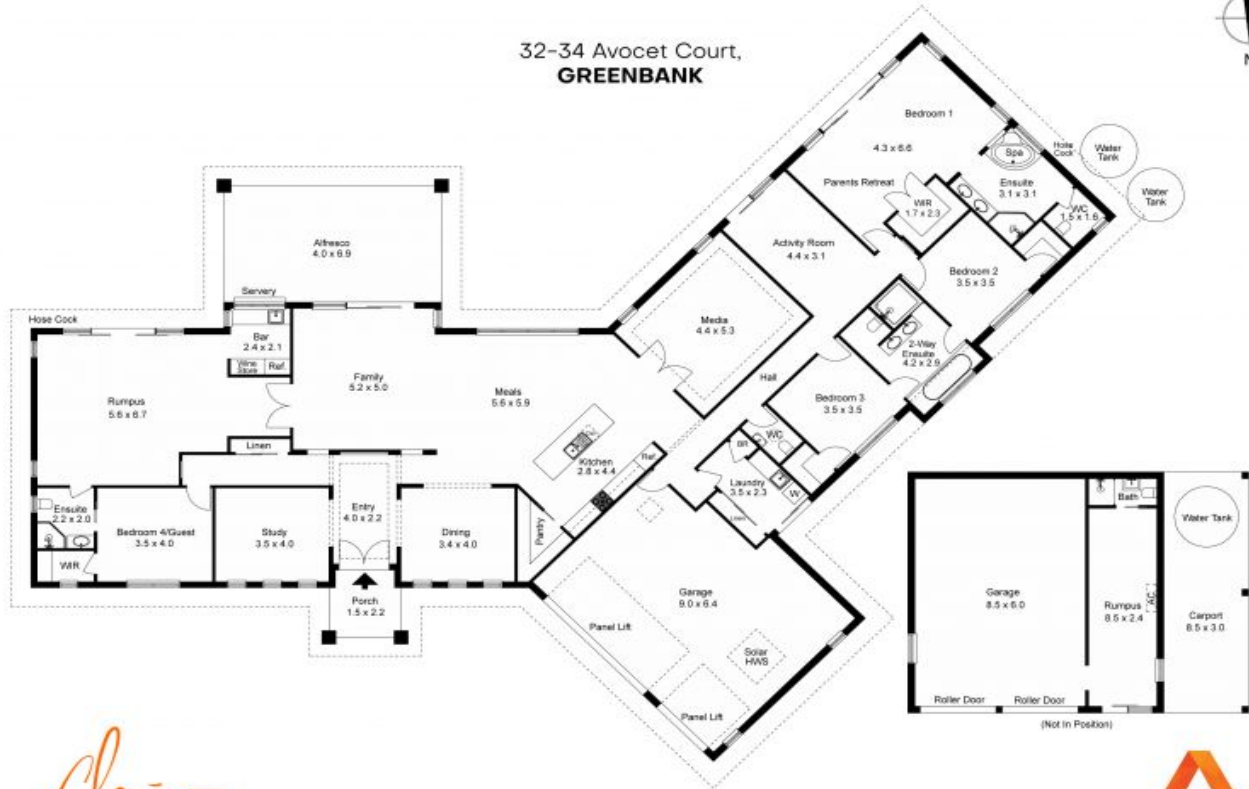 32-34 Avocet Court,
GREENBANK
N
Bedroom 1
4.3 x 6.6
Spa
Hose
Cock
Water
Tank
Water
Tank
Parents Retreat
Ensuite
3.1 x 3.1
WIR
1.7 x 2.3
WC
1.5 x 1.6
Activity Room
4.4 x 3.1
Bedroom 2
3.5 x 3.5
Alfresco
4.0 x 6.9
Servery
Hose Cock
Bar
2.4 x 2.1
Wine
Store
Ref.
Media
4.4 x 5.3
2-Way
Ensuite
4.2 x 2.9
Hall
Family
5.2 x 5.0
Meals
5.6 x 5.9
Rumpus
5.6 x 6.7
Bedroom 3
3.5 x 3.5
Linen
WC
BR
Kitchen
2.8 x 4.4
Ref.
Laundry
3.5 x 2.3
W
Linen
Ensuite
2.2 x 2.0
Entry
4.0 x 2.2
Bedroom 4/Guest
3.5 x 4.0
Study
3.5 x 4.0
Dining
3.4 x 4.0
Pantry
WIR
Porch
1.5 x 2.2
Garage
9.0 x 6.4
Panel Lift
Solar
HWS
Panel Lift
Bath
Water Tank
Garage
8.5 x 6.0
Rumpus
8.5 x 2.4
AC
Carport
8.5 x 3.0
Roller Door
Roller Door
(Not In Position)